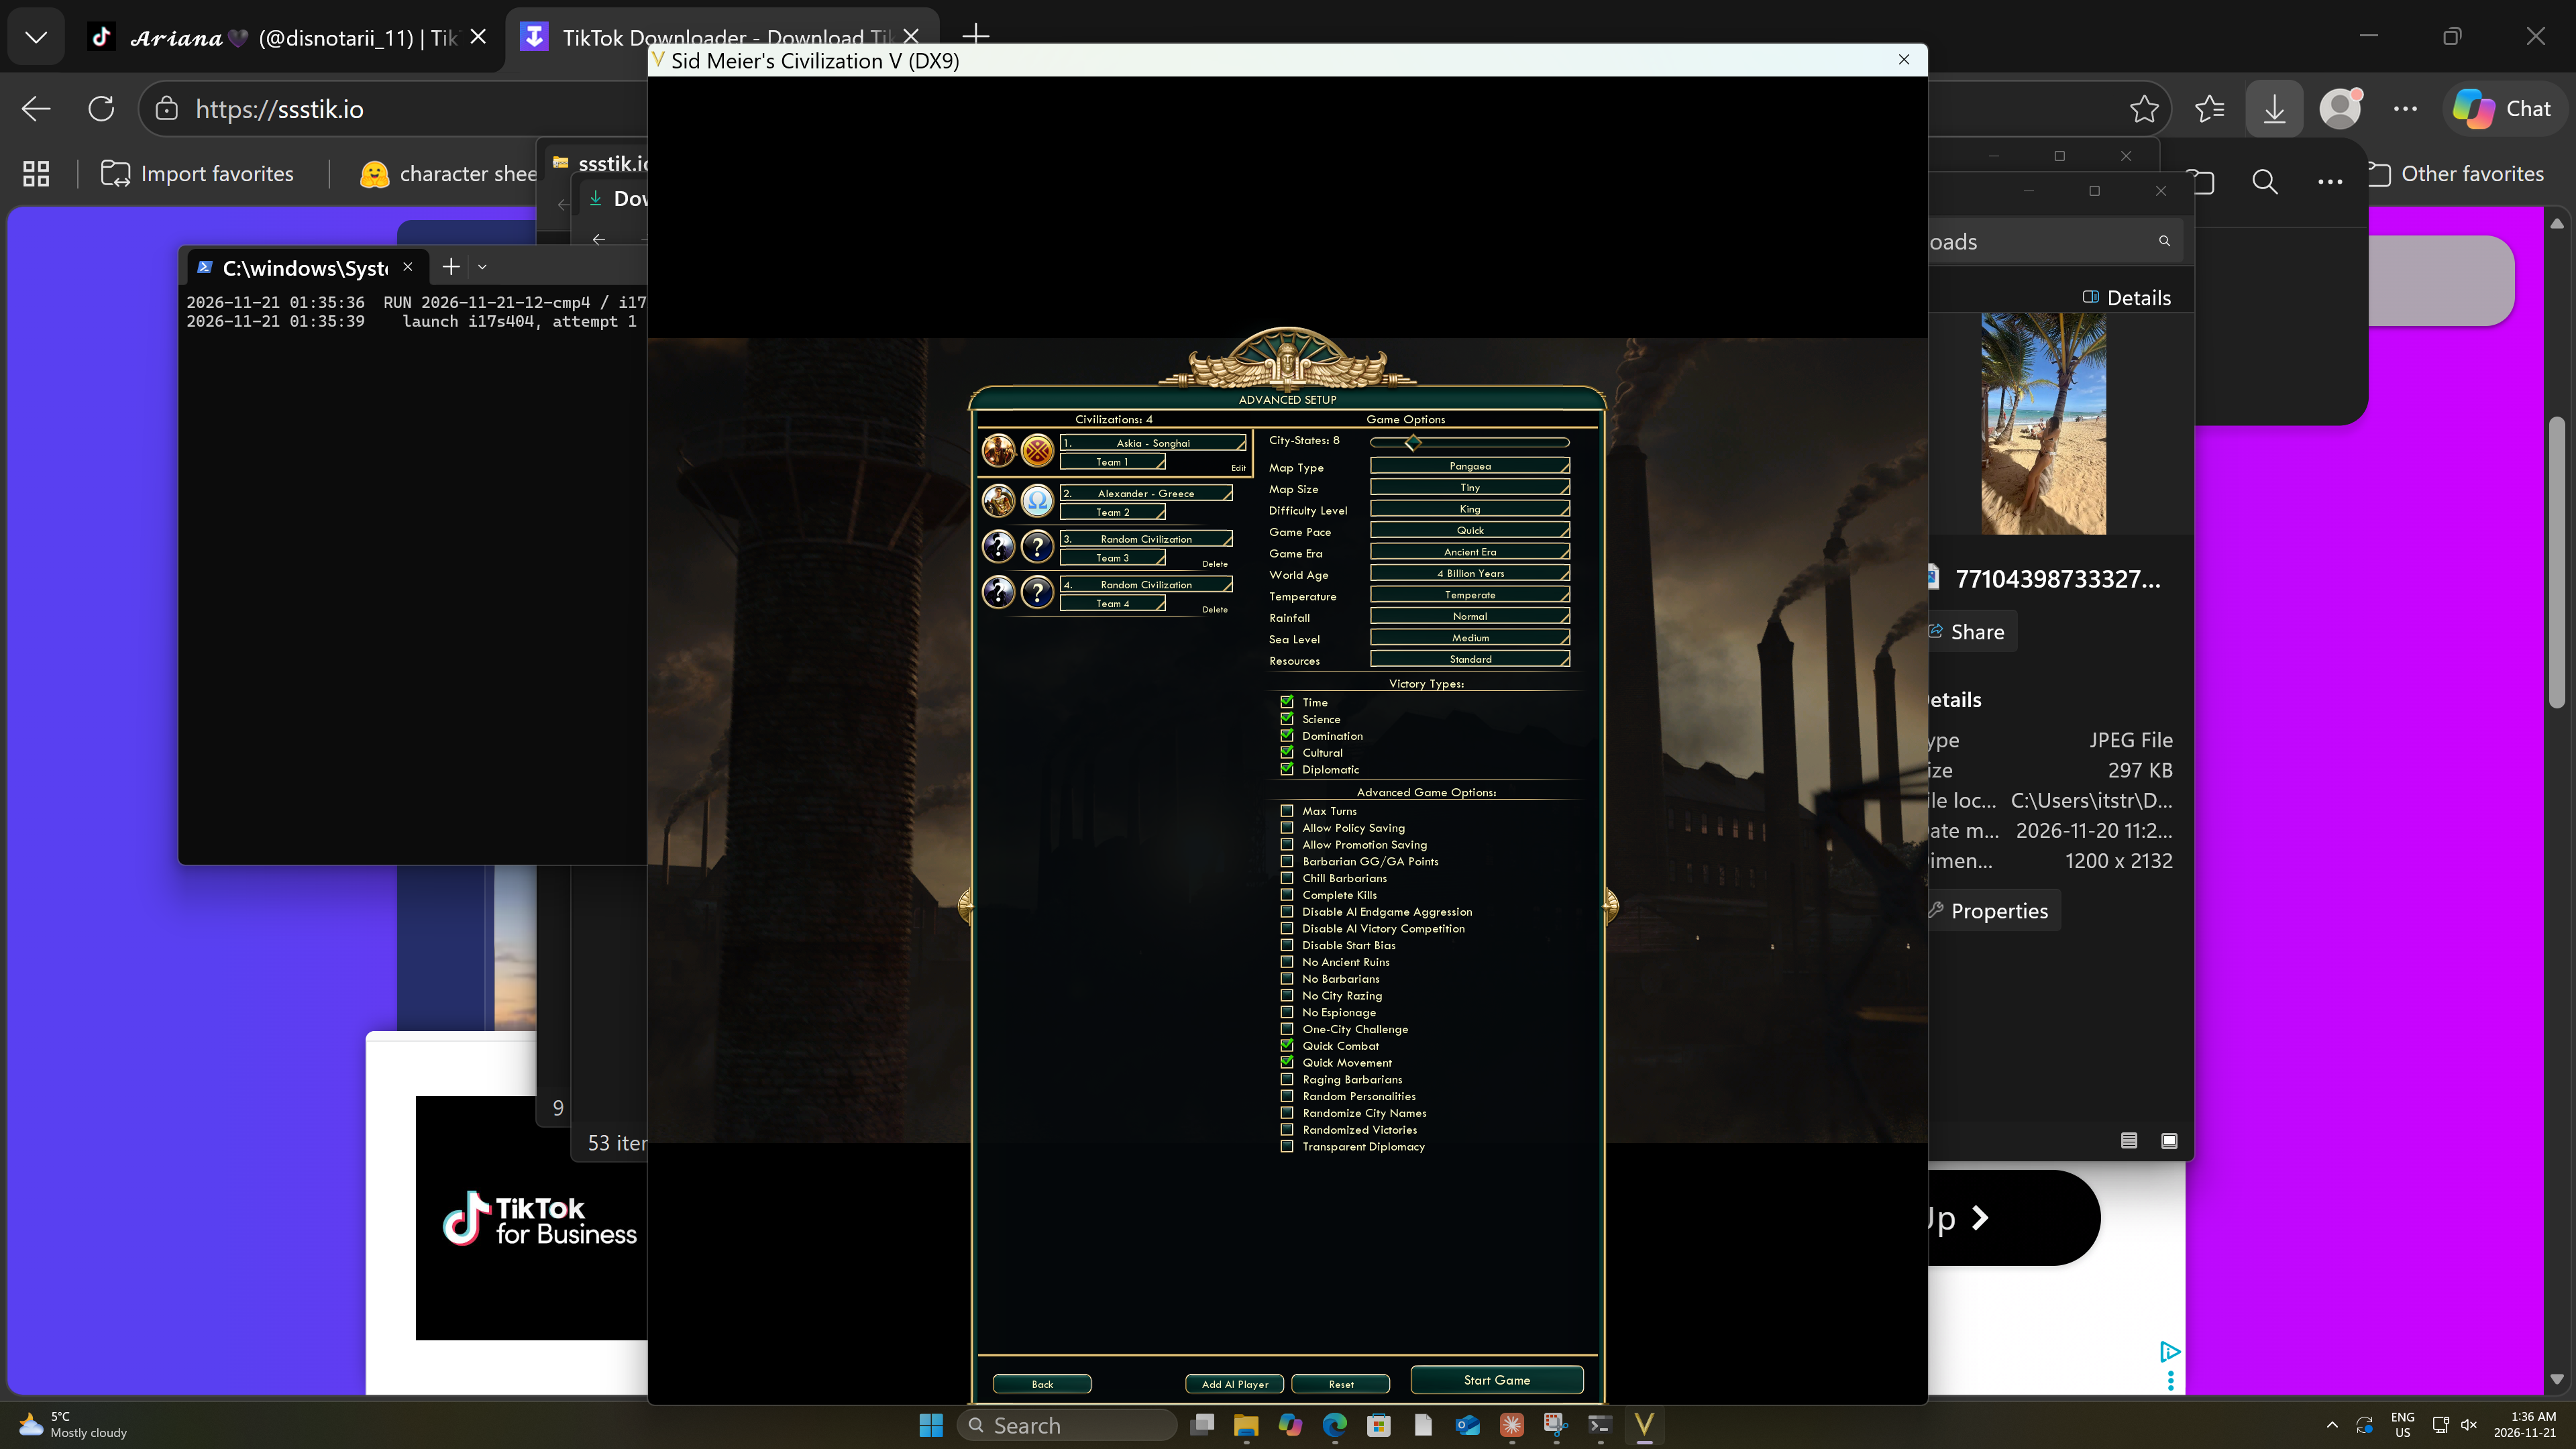 𝓐𝓻𝓲𝓪𝓷𝓪🖤 (@disnotarii_11) | Tik
TikTok Downloader - Download Tik
https://ssstik.io
Chat
Import favorites
character shee
Other favorites
ssstik.io
Dow
oads
Details
C:\windows\Syste
2026-11-21 01:35:36  RUN 2026-11-21-12-cmp4 / i17
2026-11-21 01:35:39    launch i17s404, attempt 1
Sid Meier's Civilization V (DX9)
ADVANCED SETUP
Civilizations: 4
1. Askia - Songhai
Team 1
Edit
2. Alexander - Greece
Team 2
3. Random Civilization
Team 3
Delete
4. Random Civilization
Team 4
Delete
Game Options
City-States: 8
Map Type Pangaea
Map Size Tiny
Difficulty Level King
Game Pace Quick
Game Era Ancient Era
World Age 4 Billion Years
Temperature Temperate
Rainfall Normal
Sea Level Medium
Resources Standard
Victory Types:
Time
Science
Domination
Cultural
Diplomatic
Advanced Game Options:
Max Turns
Allow Policy Saving
Allow Promotion Saving
Barbarian GG/GA Points
Chill Barbarians
Complete Kills
Disable AI Endgame Aggression
Disable AI Victory Competition
Disable Start Bias
No Ancient Ruins
No Barbarians
No City Razing
No Espionage
One-City Challenge
Quick Combat
Quick Movement
Raging Barbarians
Random Personalities
Randomize City Names
Randomized Victories
Transparent Diplomacy
Back
Add AI Player
Reset
Start Game
77104398733327...
Share
etails
ype JPEG File
ize 297 KB
ile loc... C:\Users\itstr\D...
ate m... 2026-11-20 11:2...
imen... 1200 x 2132
Properties
9
53 iter
TikTok
for Business
Up
5°C
Mostly cloudy
Search
ENG
US
1:36 AM
2026-11-21